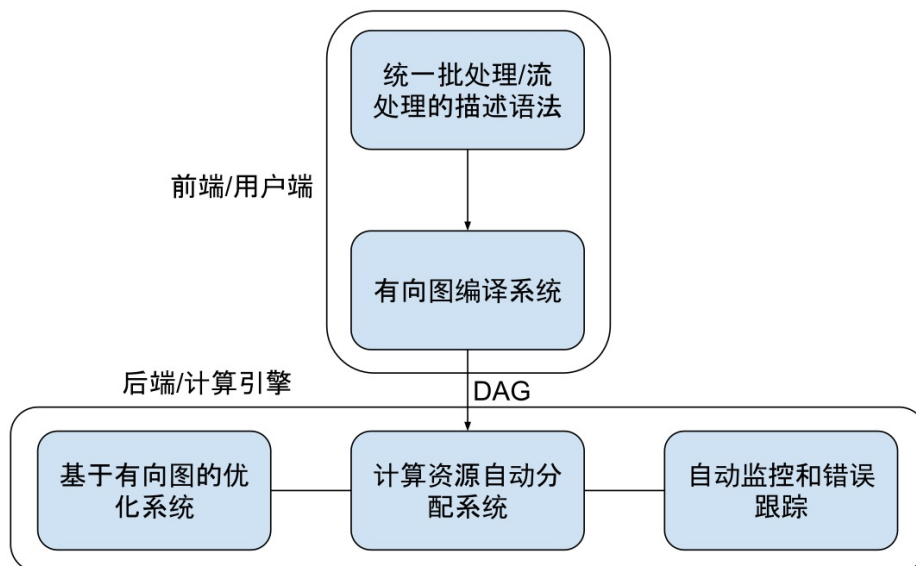 统一批处理/流
处理的描述语法
前端/用户端
有向图编译系统
后端/计算引擎
DAG
基于有向图的优
化系统
计算资源自动分
配系统
自动监控和错误
跟踪